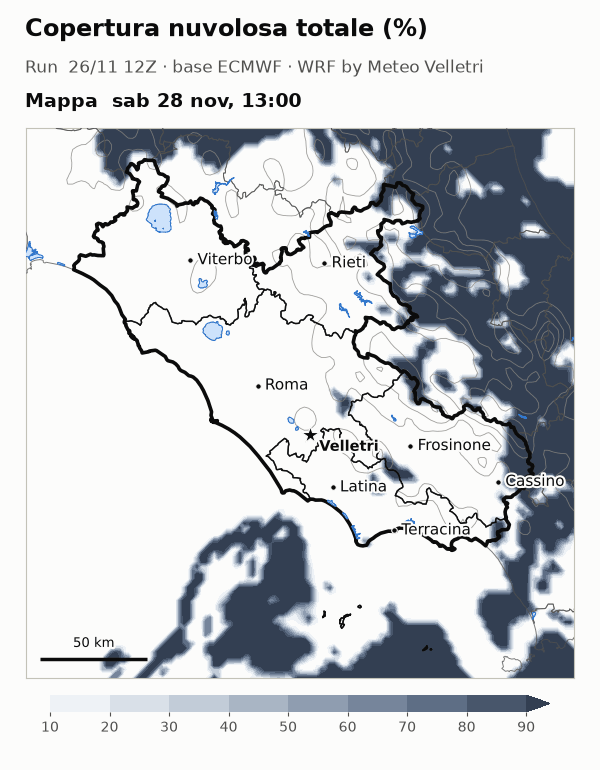 Copertura nuvolosa totale (%)
Run  26/11 12Z · base ECMWF · WRF by Meteo Velletri
Mappa  sab 28 nov, 13:00
Viterbo
Rieti
Roma
Velletri
Frosinone
Latina
Cassino
Terracina
50 km
10 20 30 40 50 60 70 80 90